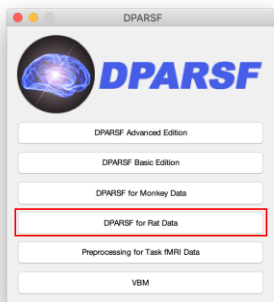 DPARSF
DPARSF
DPARSF Advanced Edition
DPARSF Basic Edition
DPARSF for Monkey Data
DPARSF for Rat Data
Preprocessing for Task fMRI Data
VBM